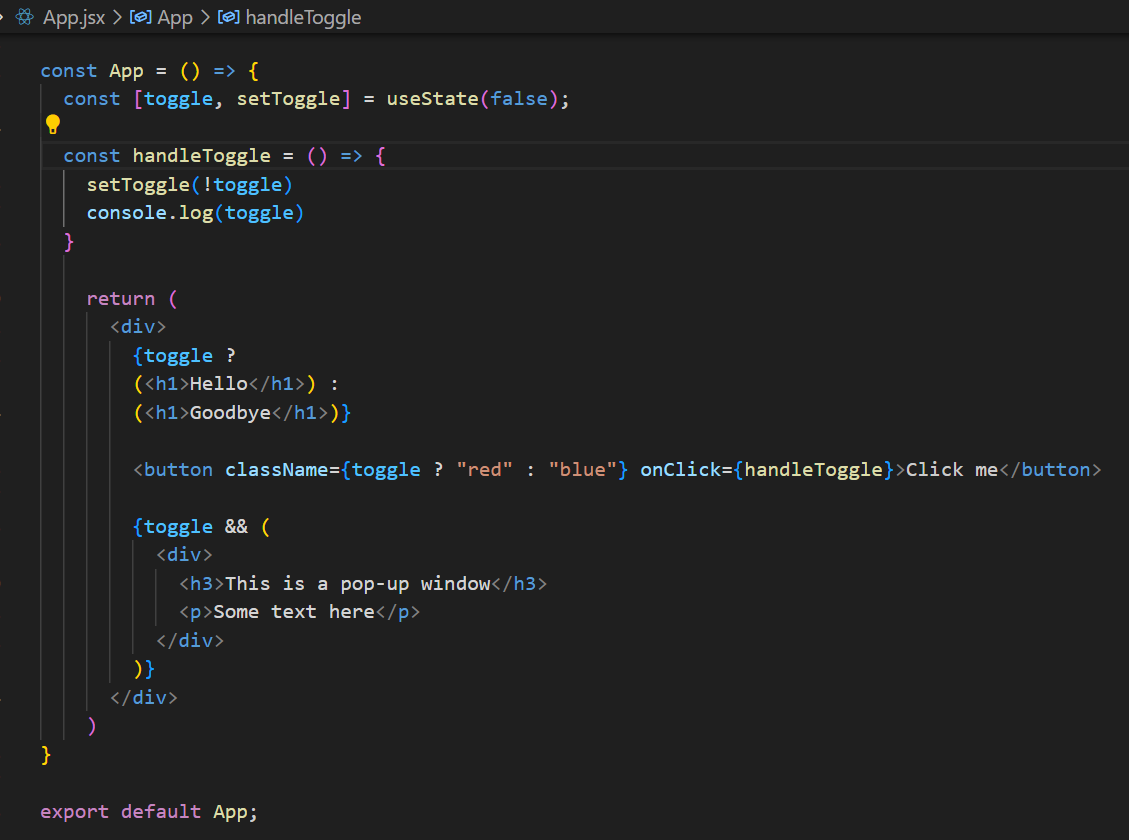 App.jsx > App > handleToggle
const App = () => {
  const [toggle, setToggle] = useState(false);
  const handleToggle = () => {
    setToggle(!toggle)
    console.log(toggle)
  }
    return (
      <div>
        {toggle ?
        (<h1>Hello</h1>) :
        (<h1>Goodbye</h1>)}
        <button className={toggle ? "red" : "blue"} onClick={handleToggle}>Click me</button>
        {toggle && (
          <div>
            <h3>This is a pop-up window</h3>
            <p>Some text here</p>
          </div>
        )}
      </div>
    )
}
export default App;